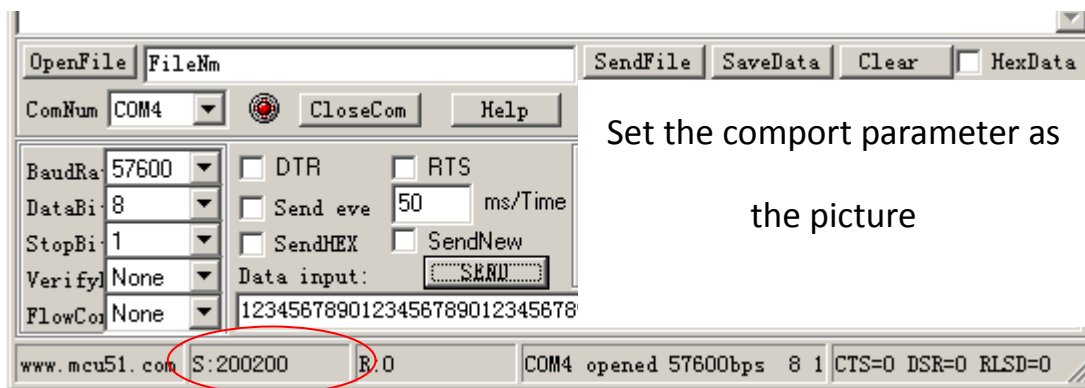 OpenFile FileNm SendFile SaveData Clear HexData
ComNum COM4 CloseCom Help
Set the comport parameter as
the picture
BaudRa 57600 DTR RTS
DataBi 8 Send eve 50 ms/Time
StopBi 1 SendHEX SendNew
Verify None Data input: SEND
FlowCo None 1234567890123456789012345678
www.mcu51.com S:200200 R:0 COM4 opened 57600bps 8 1 CTS=0 DSR=0 RLSD=0